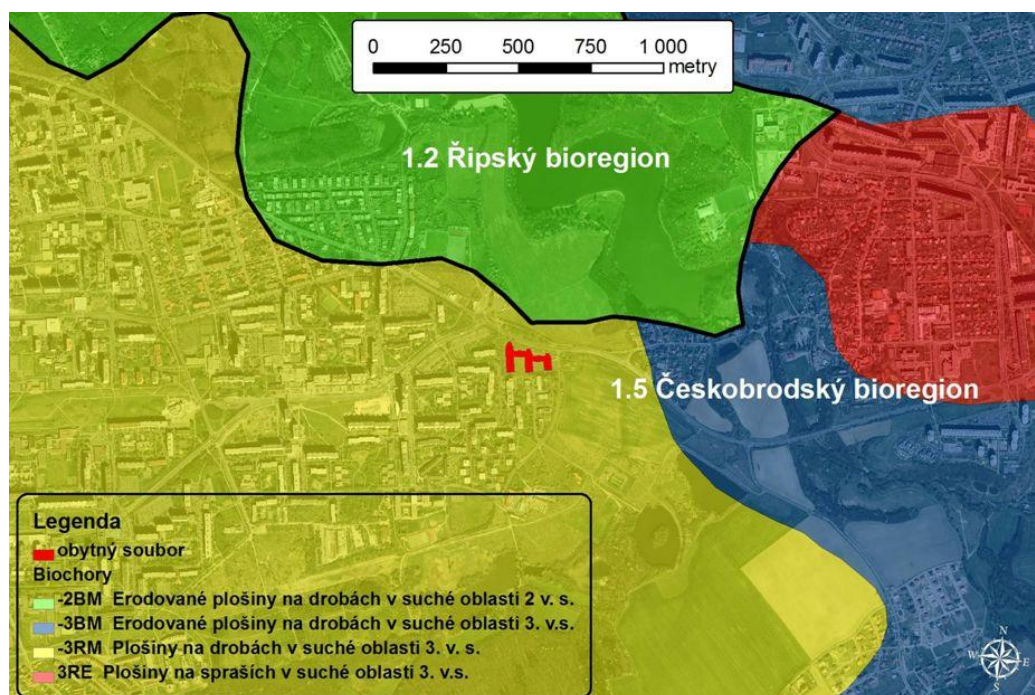 0 250 500 750 1 000
metry
1.2 Řipský bioregion
1.5 Českobrodský bioregion
Legenda
obytný soubor
Biochory
-2BM Erodované plošiny na drobách v suché oblasti 2 v. s.
-3BM Erodované plošiny na drobách v suché oblasti 3. v.s.
-3RM Plošiny na drobách v suché oblasti 3. v.s.
3RE Plošiny na spraších v suché oblasti 3. v.s.
N
W E
S